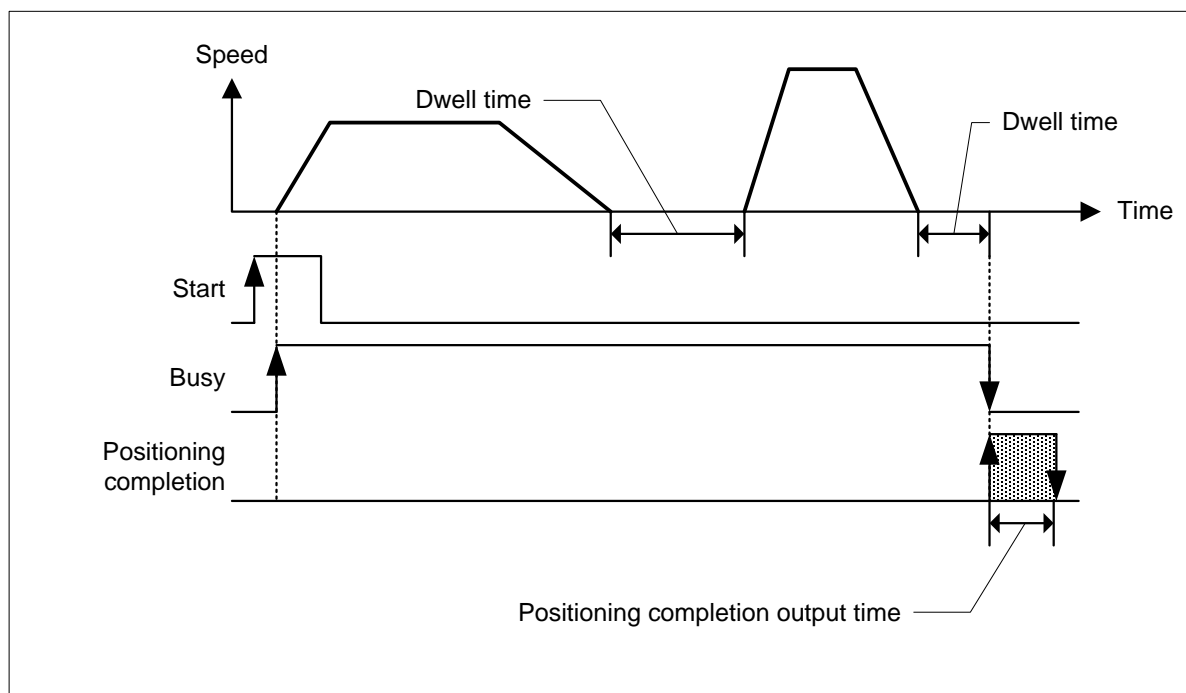 Speed
Dwell time
Dwell time
Time
Start
Busy
Positioning
completion
Positioning completion output time